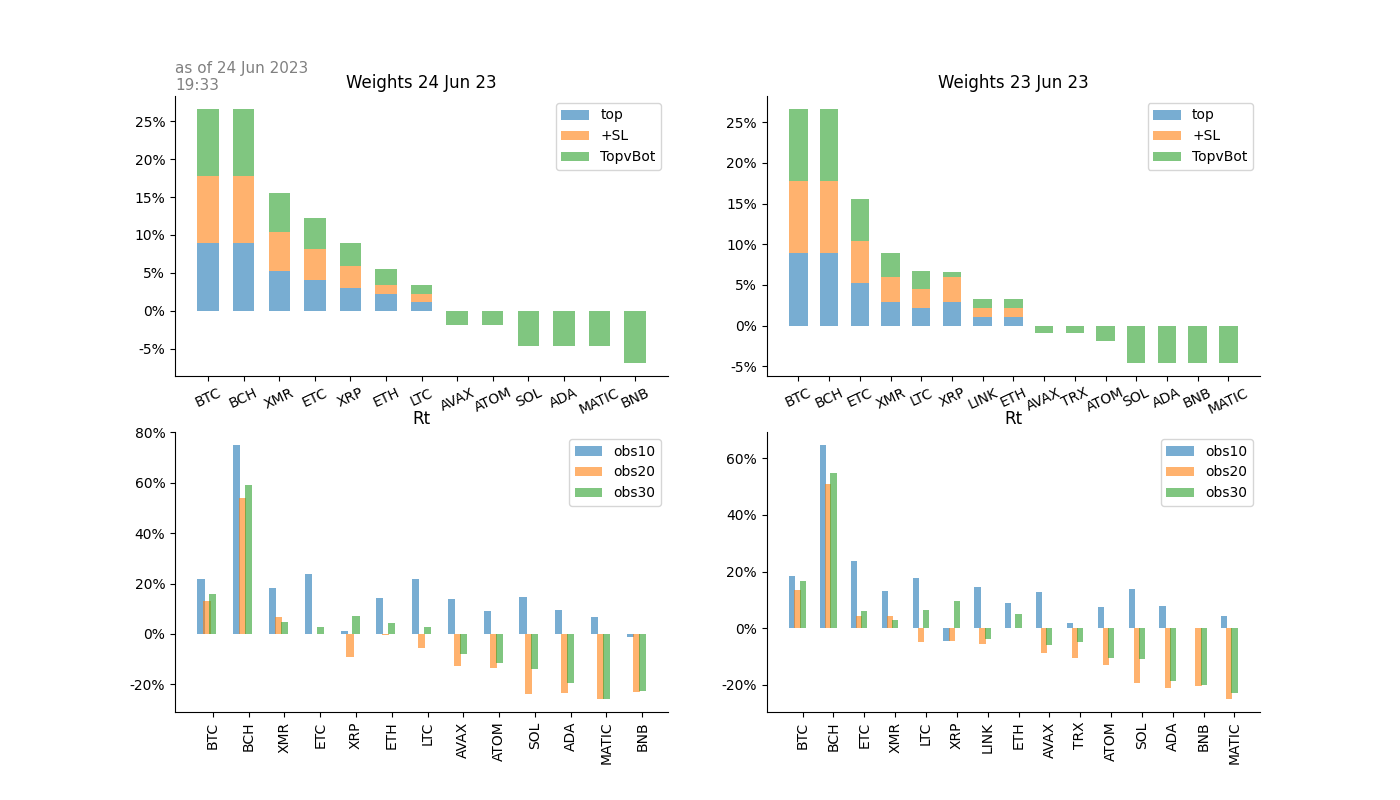 as of 24 Jun 2023
19:33
Weights 24 Jun 23
25%
20%
15%
10%
5%
0%
-5%
top
+SL
TopvBot
BTC BCH XMR ETC XRP ETH LTC AVAX ATOM SOL ADA MATIC BNB
Weights 23 Jun 23
25%
20%
15%
10%
5%
0%
-5%
top
+SL
TopvBot
BTC BCH ETC XMR LTC XRP LINK ETH AVAX TRX ATOM SOL ADA BNB MATIC
Rt
80%
60%
40%
20%
0%
-20%
obs10
obs20
obs30
BTC BCH XMR ETC XRP ETH LTC AVAX ATOM SOL ADA MATIC BNB
Rt
60%
40%
20%
0%
-20%
obs10
obs20
obs30
BTC BCH ETC XMR LTC XRP LINK ETH AVAX TRX ATOM SOL ADA BNB MATIC